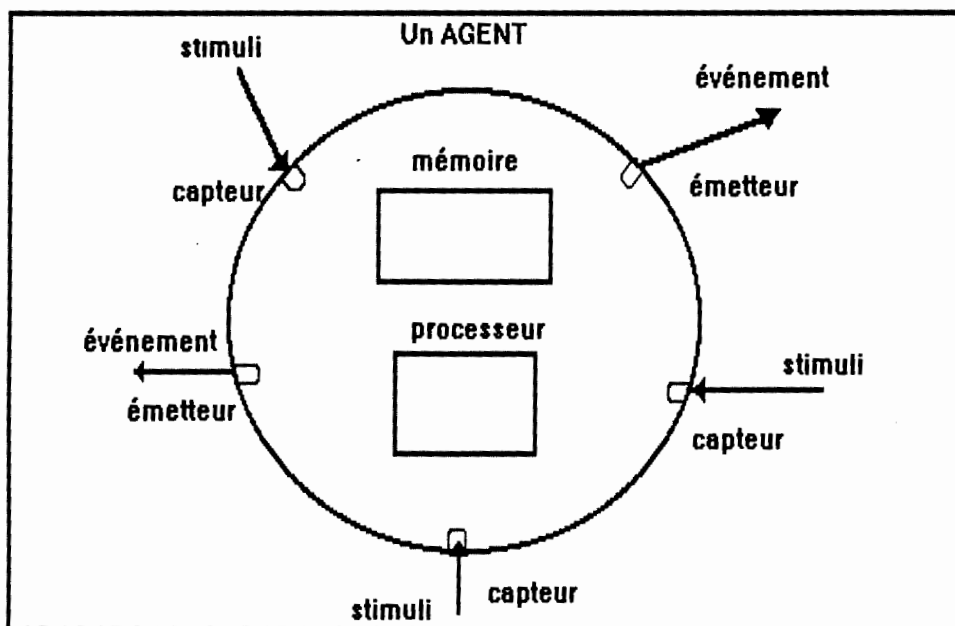 Un AGENT
stimuli
événement
mémoire
capteur
émetteur
processeur
événement
stimuli
émetteur
capteur
stimuli
capteur